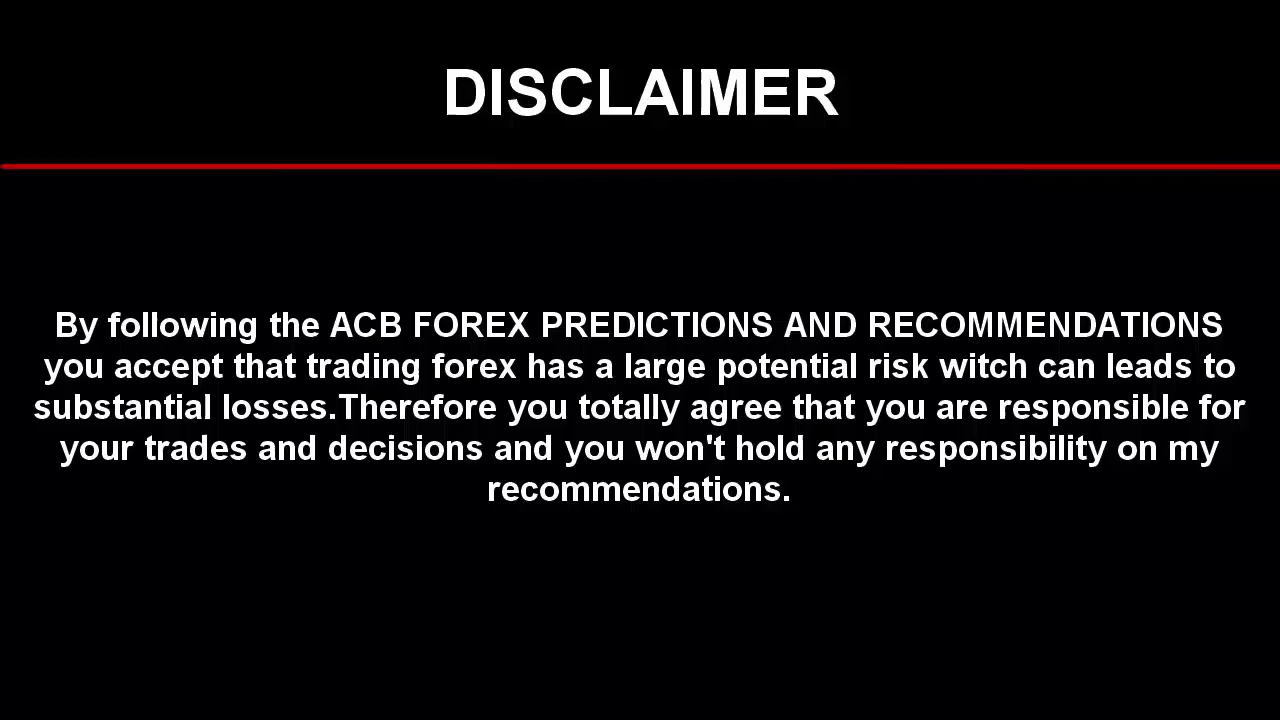 DISCLAIMER
By following the ACB FOREX PREDICTIONS AND RECOMMENDATIONS
you accept that trading forex has a large potential risk witch can leads to
substantial losses.Therefore you totally agree that you are responsible for
your trades and decisions and you won't hold any responsibility on my
recommendations.